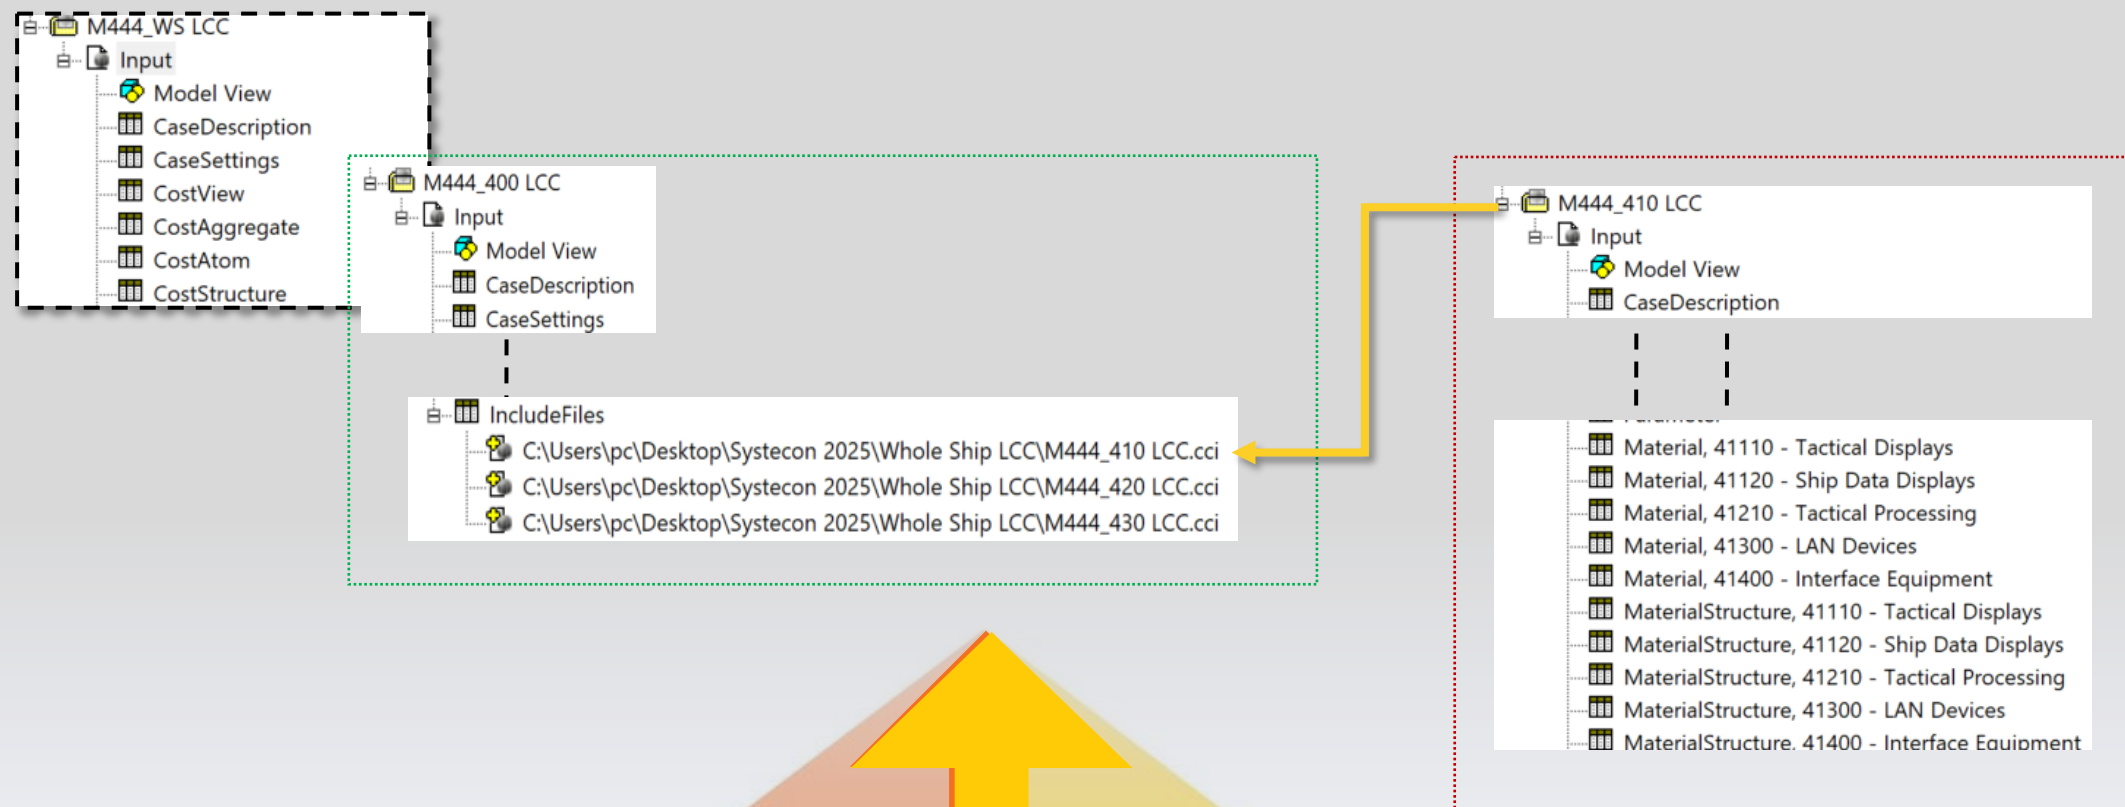 M444_WS LCC
Input
Model View
CaseDescription
CaseSettings
CostView
CostAggregate
CostAtom
CostStructure
M444_400 LCC
Input
Model View
CaseDescription
CaseSettings
IncludeFiles
C:\Users\pc\Desktop\Systecon 2025\Whole Ship LCC\M444_410 LCC.cci
C:\Users\pc\Desktop\Systecon 2025\Whole Ship LCC\M444_420 LCC.cci
C:\Users\pc\Desktop\Systecon 2025\Whole Ship LCC\M444_430 LCC.cci
M444_410 LCC
Input
Model View
CaseDescription
Material, 41110 - Tactical Displays
Material, 41120 - Ship Data Displays
Material, 41210 - Tactical Processing
Material, 41300 - LAN Devices
Material, 41400 - Interface Equipment
MaterialStructure, 41110 - Tactical Displays
MaterialStructure, 41120 - Ship Data Displays
MaterialStructure, 41210 - Tactical Processing
MaterialStructure, 41300 - LAN Devices
MaterialStructure, 41400 - Interface Equipment